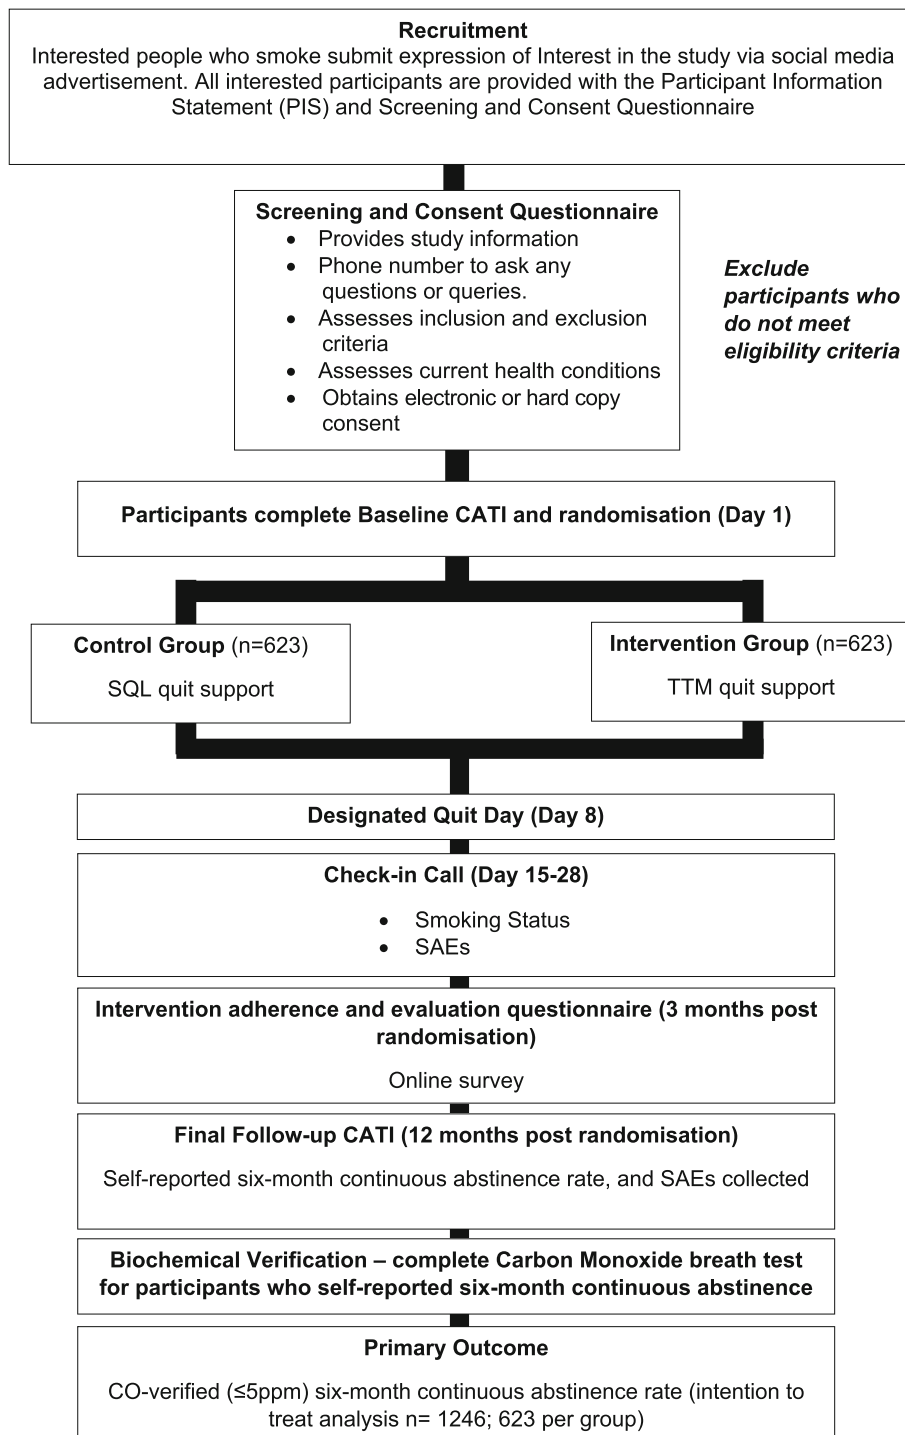 Recruitment
Interested people who smoke submit expression of Interest in the study via social media
advertisement. All interested participants are provided with the Participant Information
Statement (PIS) and Screening and Consent Questionnaire
Screening and Consent Questionnaire
• Provides study information
• Phone number to ask any
questions or queries.
• Assesses inclusion and exclusion
criteria
• Assesses current health conditions
• Obtains electronic or hard copy
consent
Exclude
participants who
do not meet
eligibility criteria
Participants complete Baseline CATI and randomisation (Day 1)
Control Group (n=623)
SQL quit support
Intervention Group (n=623)
TTM quit support
Designated Quit Day (Day 8)
Check-in Call (Day 15-28)
• Smoking Status
• SAEs
Intervention adherence and evaluation questionnaire (3 months post
randomisation)
Online survey
Final Follow-up CATI (12 months post randomisation)
Self-reported six-month continuous abstinence rate, and SAEs collected
Biochemical Verification – complete Carbon Monoxide breath test
for participants who self-reported six-month continuous abstinence
Primary Outcome
CO-verified (≤5ppm) six-month continuous abstinence rate (intention to
treat analysis n= 1246; 623 per group)